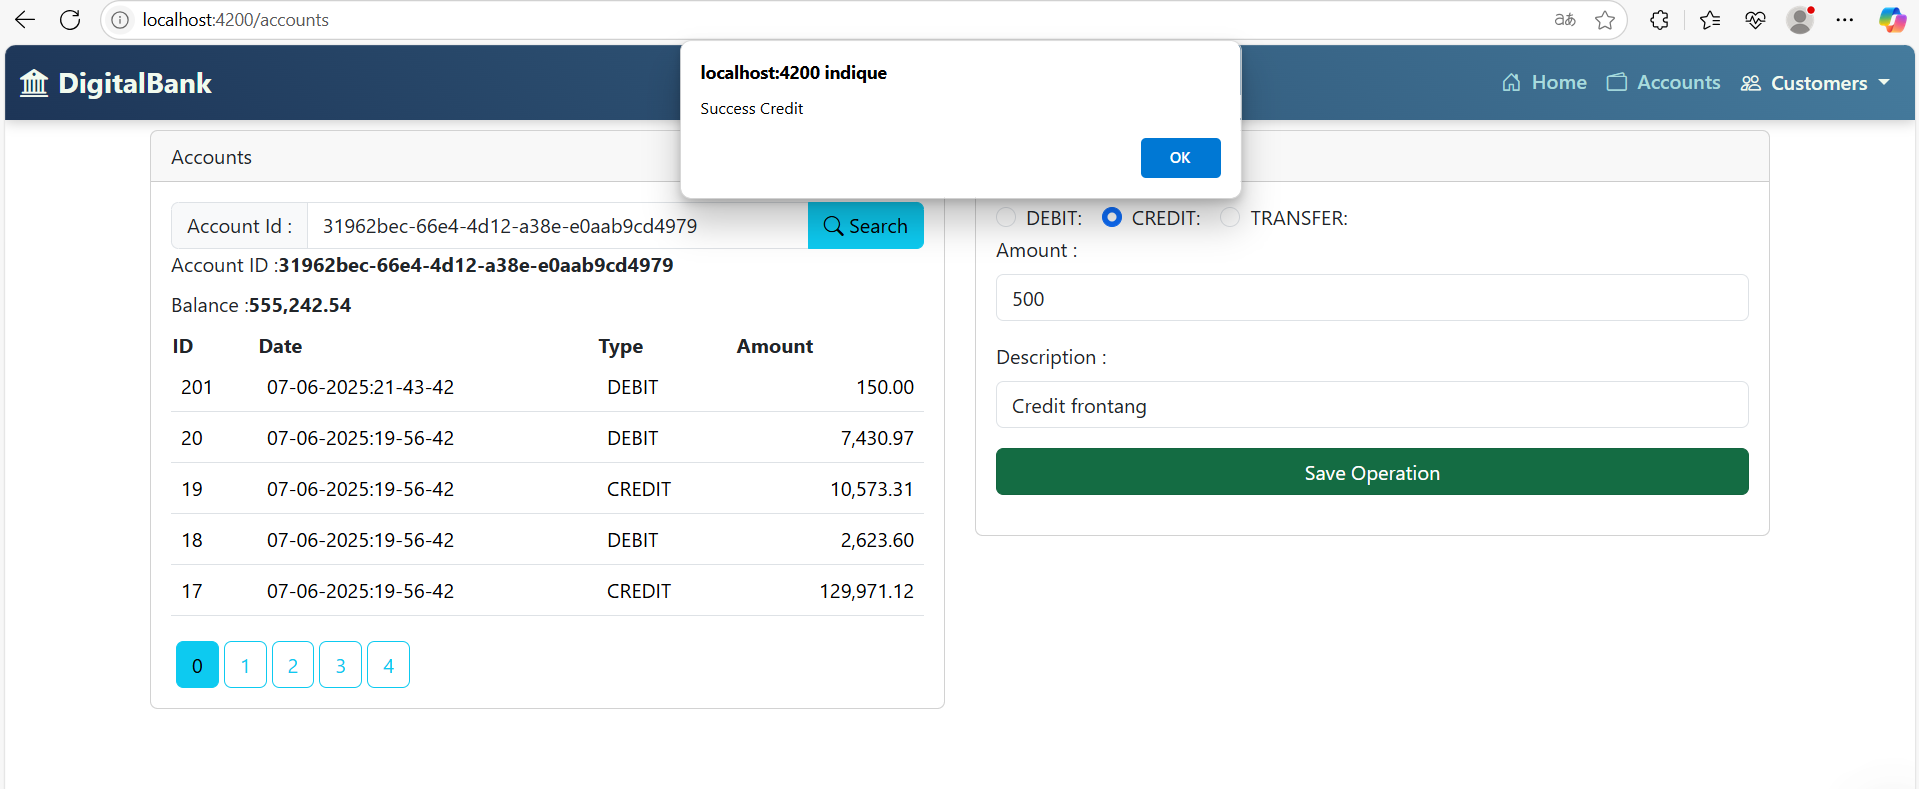 localhost:4200/accounts
DigitalBank
Home Accounts Customers
localhost:4200 indique
Success Credit
OK
Accounts
Account Id : 31962bec-66e4-4d12-a38e-e0aab9cd4979 Search
Account ID :31962bec-66e4-4d12-a38e-e0aab9cd4979
Balance :555,242.54
ID Date Type Amount
201 07-06-2025:21-43-42 DEBIT 150.00
20 07-06-2025:19-56-42 DEBIT 7,430.97
19 07-06-2025:19-56-42 CREDIT 10,573.31
18 07-06-2025:19-56-42 DEBIT 2,623.60
17 07-06-2025:19-56-42 CREDIT 129,971.12
0 1 2 3 4
DEBIT: CREDIT: TRANSFER:
Amount :
500
Description :
Credit frontang
Save Operation